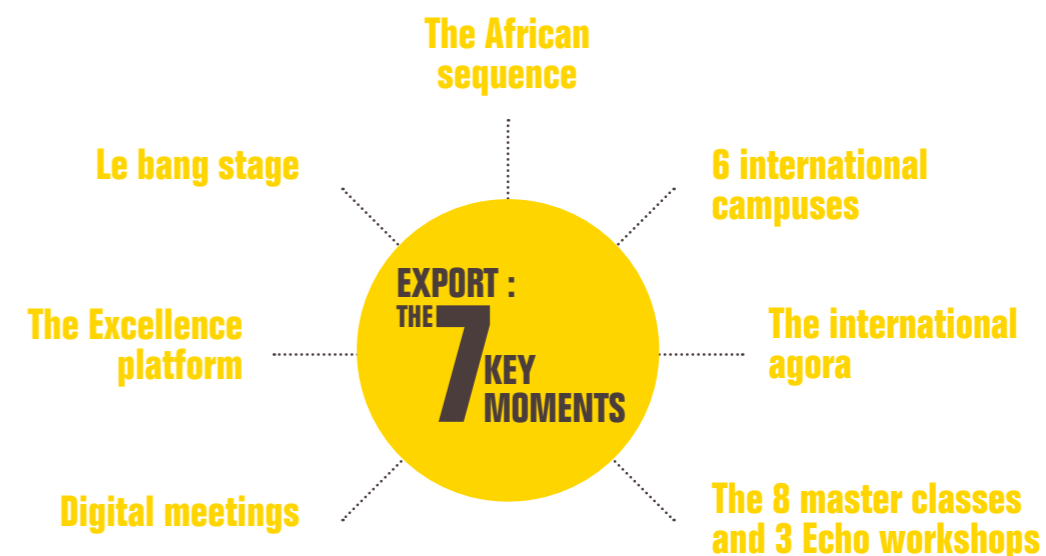 The African
sequence
Le bang stage
6 international
campuses
EXPORT :
THE
7
KEY
MOMENTS
The Excellence
platform
The international
agora
Digital meetings
The 8 master classes
and 3 Echo workshops